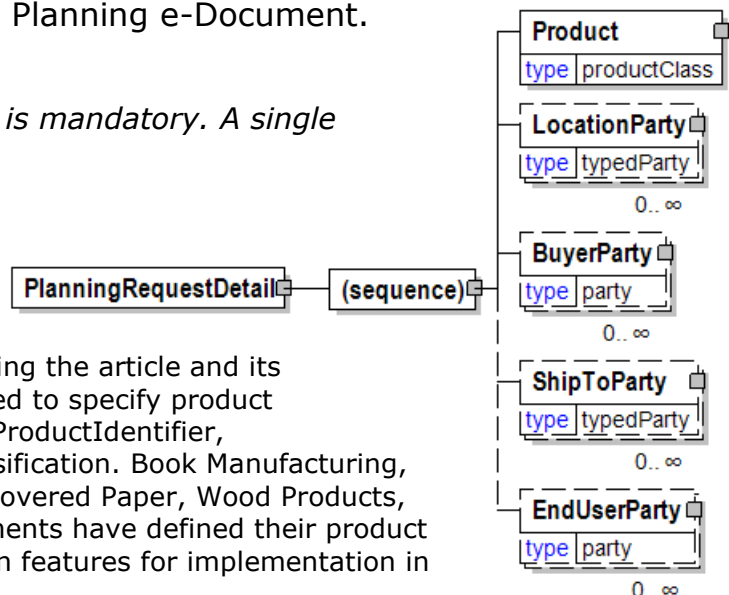 Planning e-Document.
is mandatory. A single
ing the article and its
ed to specify product
ProductIdentifier,
sification. Book Manufacturing,
overed Paper, Wood Products,
nents have defined their product
n features for implementation in
PlanningRequestDetail
(sequence)
Product
type productClass
LocationParty
type typedParty
0.. ∞
BuyerParty
type party
0.. ∞
ShipToParty
type typedParty
0.. ∞
EndUserParty
type party
0.. ∞